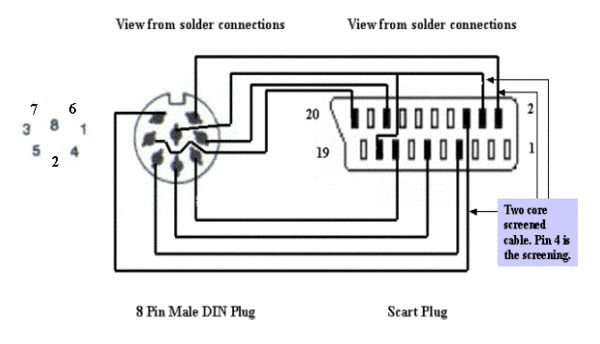 View from solder connections
View from solder connections
7 6
3 8 1
5 2 4
20 2
19 1
Two core
screened
cable. Pin 4 is
the screening.
8 Pin Male DIN Plug
Scart Plug